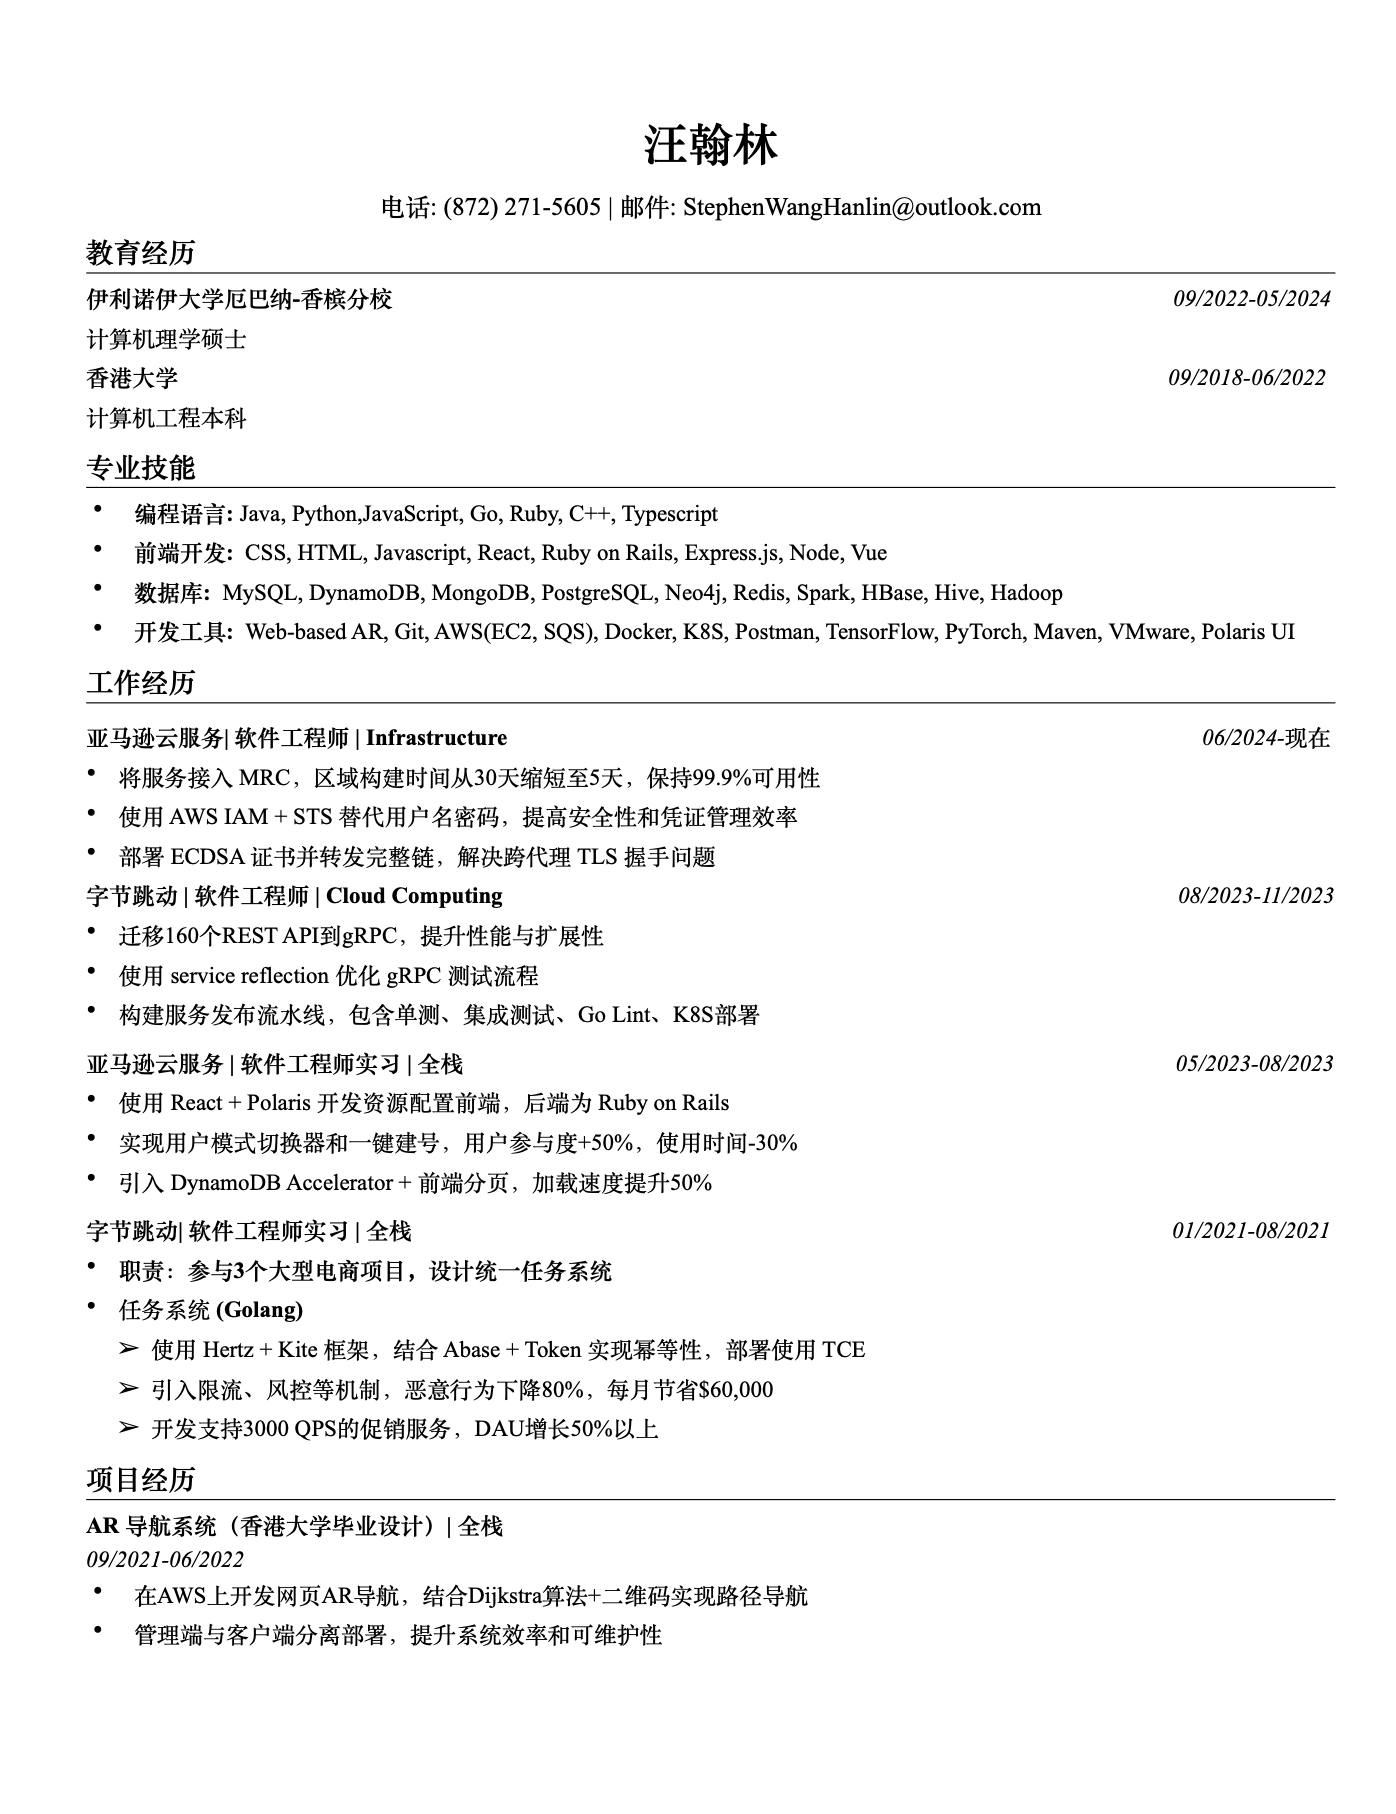 汪翰林
电话: (872) 271-5605 | 邮件: StephenWangHanlin@outlook.com
教育经历
伊利诺伊大学厄巴纳-香槟分校 09/2022-05/2024
计算机理学硕士
香港大学 09/2018-06/2022
计算机工程本科
专业技能
• 编程语言: Java, Python,JavaScript, Go, Ruby, C++, Typescript
• 前端开发: CSS, HTML, Javascript, React, Ruby on Rails, Express.js, Node, Vue
• 数据库: MySQL, DynamoDB, MongoDB, PostgreSQL, Neo4j, Redis, Spark, HBase, Hive, Hadoop
• 开发工具: Web-based AR, Git, AWS(EC2, SQS), Docker, K8S, Postman, TensorFlow, PyTorch, Maven, VMware, Polaris UI
工作经历
亚马逊云服务| 软件工程师 | Infrastructure 06/2024-现在
• 将服务接入 MRC，区域构建时间从30天缩短至5天，保持99.9%可用性
• 使用 AWS IAM + STS 替代用户名密码，提高安全性和凭证管理效率
• 部署 ECDSA 证书并转发完整链，解决跨代理 TLS 握手问题
字节跳动 | 软件工程师 | Cloud Computing 08/2023-11/2023
• 迁移160个REST API到gRPC，提升性能与扩展性
• 使用 service reflection 优化 gRPC 测试流程
• 构建服务发布流水线，包含单测、集成测试、Go Lint、K8S部署
亚马逊云服务 | 软件工程师实习 | 全栈 05/2023-08/2023
• 使用 React + Polaris 开发资源配置前端，后端为 Ruby on Rails
• 实现用户模式切换器和一键建号，用户参与度+50%，使用时间-30%
• 引入 DynamoDB Accelerator + 前端分页，加载速度提升50%
字节跳动| 软件工程师实习 | 全栈 01/2021-08/2021
• 职责：参与3个大型电商项目，设计统一任务系统
• 任务系统 (Golang)
➢ 使用 Hertz + Kite 框架，结合 Abase + Token 实现幂等性，部署使用 TCE
➢ 引入限流、风控等机制，恶意行为下降80%，每月节省$60,000
➢ 开发支持3000 QPS的促销服务，DAU增长50%以上
项目经历
AR 导航系统（香港大学毕业设计）| 全栈
09/2021-06/2022
• 在AWS上开发网页AR导航，结合Dijkstra算法+二维码实现路径导航
• 管理端与客户端分离部署，提升系统效率和可维护性